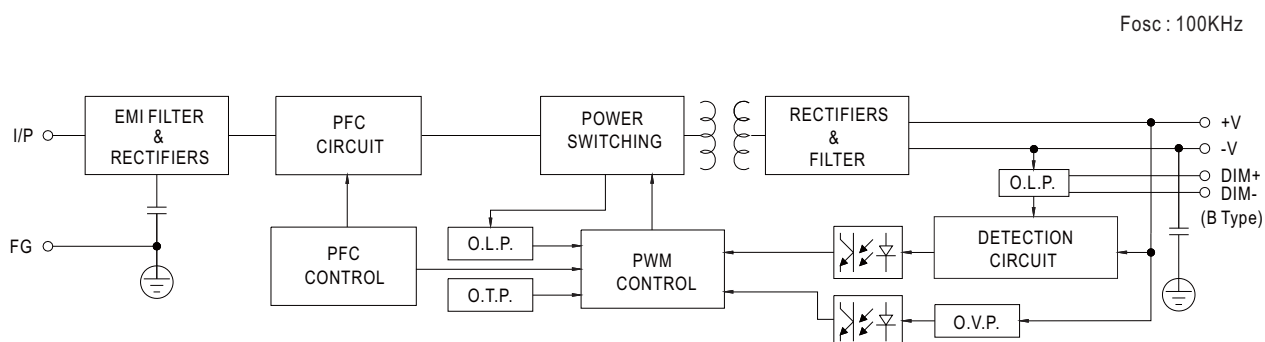 Fosc : 100KHz
I/P
EMI FILTER
&
RECTIFIERS
PFC
CIRCUIT
POWER
SWITCHING
RECTIFIERS
&
FILTER
+V
-V
DIM+
DIM-
(B Type)
O.L.P.
FG
PFC
CONTROL
O.L.P.
O.T.P.
PWM
CONTROL
DETECTION
CIRCUIT
O.V.P.